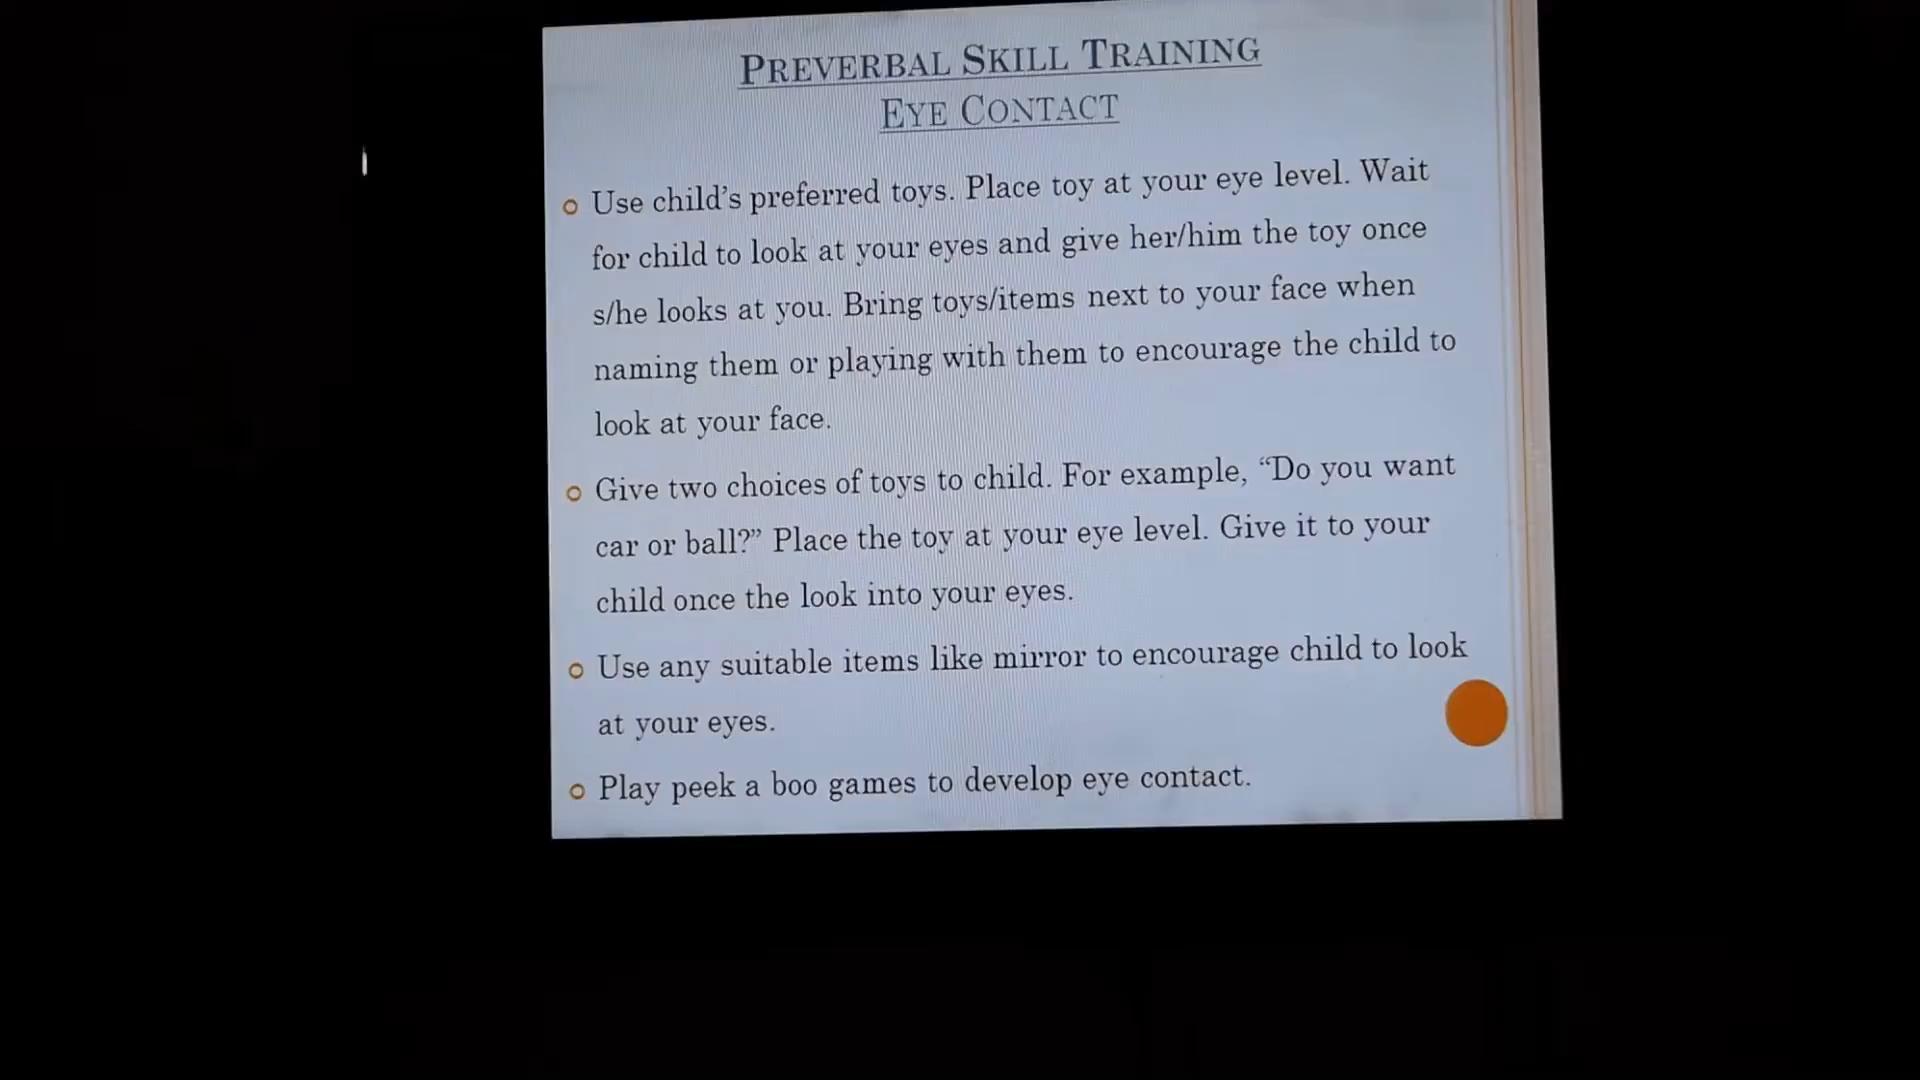 PREVERBAL SKILL TRAINING
EYE CONTACT
Use child's preferred toys. Place toy at your eye level. Wait
for child to look at your eyes and give her/him the toy once
s/he looks at you. Bring toys/items next to your face when
naming them or playing with them to encourage the child to
look at your face.
Give two choices of toys to child. For example, “Do you want
car or ball?” Place the toy at your eye level. Give it to your
child once the look into your eyes.
Use any suitable items like mirror to encourage child to look
at your eyes.
Play peek a boo games to develop eye contact.